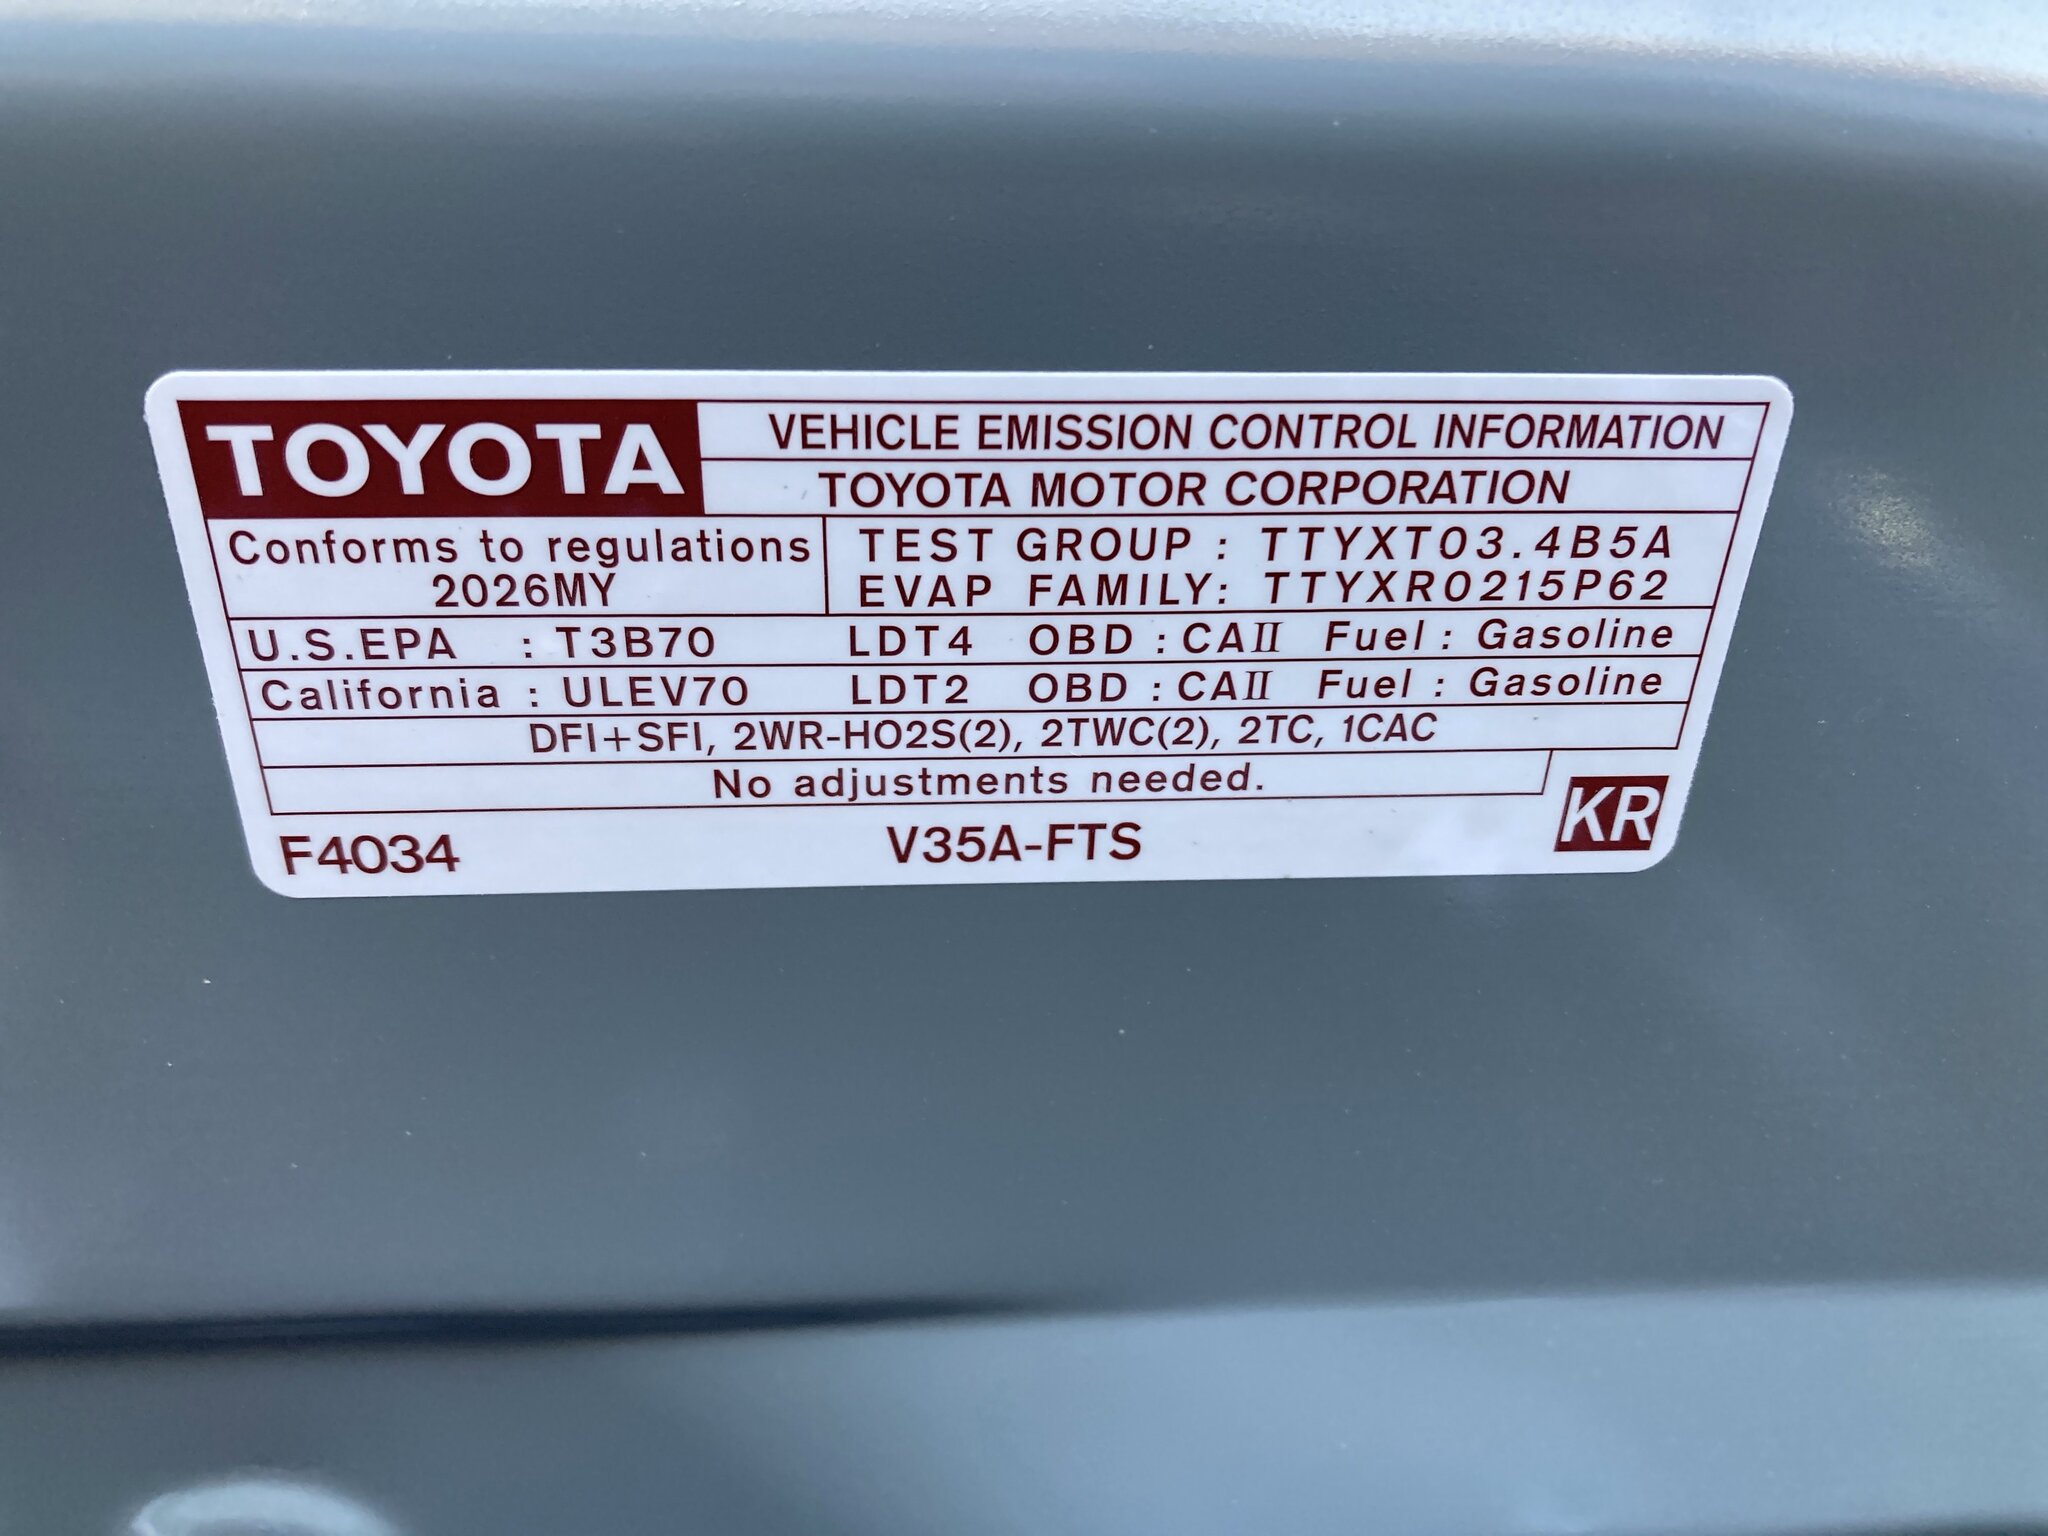 TOYOTA
VEHICLE EMISSION CONTROL INFORMATION
TOYOTA MOTOR CORPORATION
Conforms to regulations
2026MY
TEST GROUP : TTYXT03.4B5A
EVAP FAMILY: TTYXR0215P62
U.S.EPA : T3B70 LDT4 OBD : CAII Fuel : Gasoline
California : ULEV70 LDT2 OBD : CAII Fuel : Gasoline
DFI+SFI, 2WR-HO2S(2), 2TWC(2), 2TC, 1CAC
No adjustments needed.
F4034 V35A-FTS KR